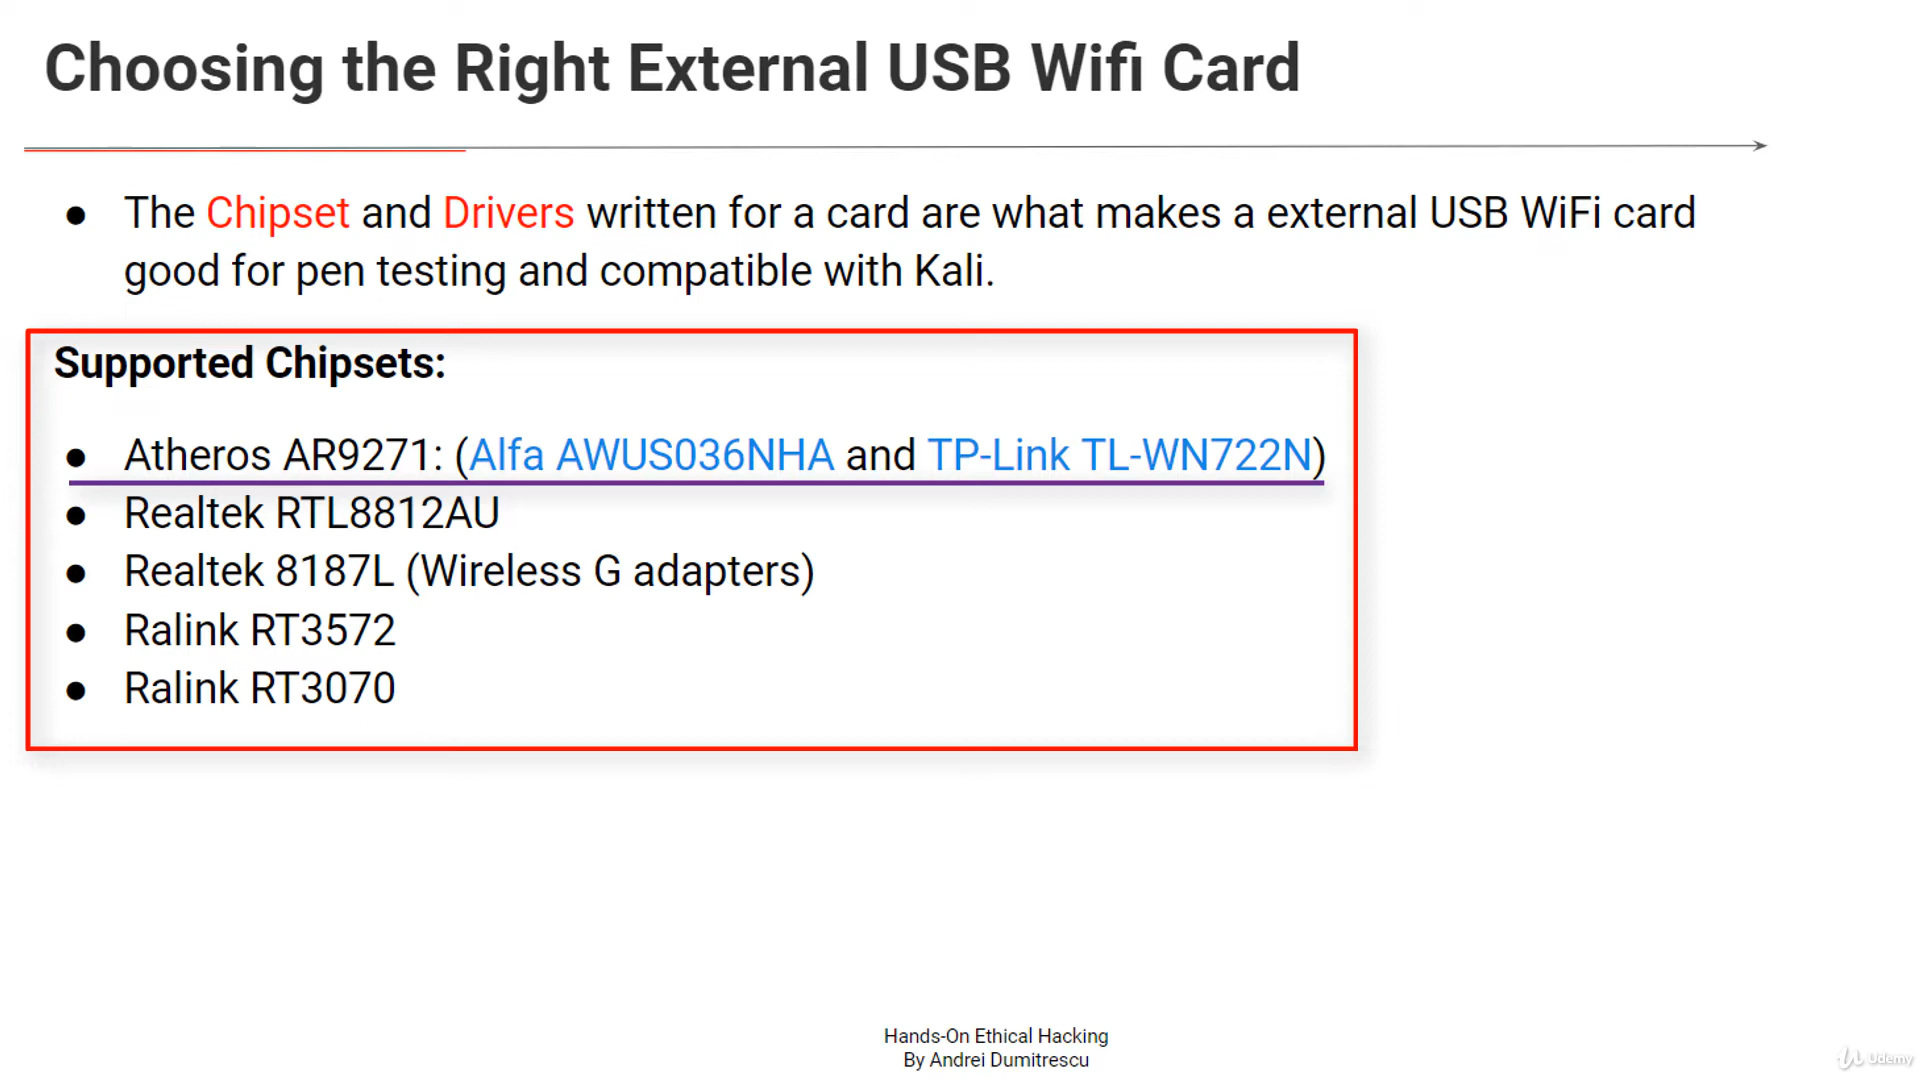 Choosing the Right External USB Wifi Card
● The Chipset and Drivers written for a card are what makes a external USB WiFi card
good for pen testing and compatible with Kali.
Supported Chipsets:
● Atheros AR9271: (Alfa AWUS036NHA and TP-Link TL-WN722N)
● Realtek RTL8812AU
● Realtek 8187L (Wireless G adapters)
● Ralink RT3572
● Ralink RT3070
Hands-On Ethical Hacking
By Andrei Dumitrescu
Udemy